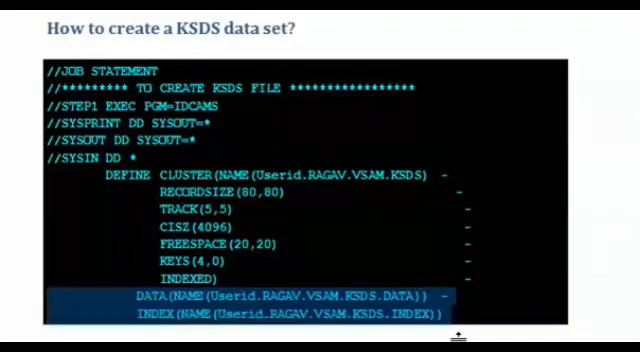 How to create a KSDS data set?
//JOB STATEMENT
//********* TO CREATE KSDS FILE *****************
//STEP1 EXEC PGM=IDCAMS
//SYSPRINT DD SYSOUT=*
//SYSOUT DD SYSOUT=*
//SYSIN DD *
DEFINE CLUSTER(NAME(Userid.RAGAV.VSAM.KSDS) -
RECORDSIZE(80,80) -
TRACK(5,5) -
CISZ(4096) -
FREESPACE(20,20) -
KEYS(4,0) -
INDEXED) -
DATA(NAME(Userid.RAGAV.VSAM.KSDS.DATA)) -
INDEX(NAME(Userid.RAGAV.VSAM.KSDS.INDEX))